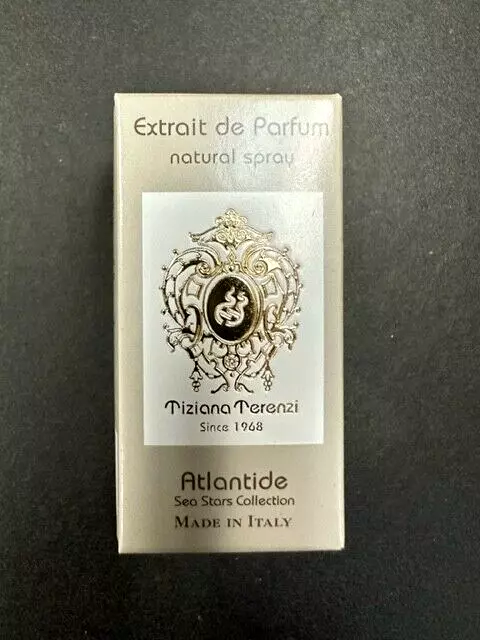 Extrait de Parfum
natural spray
Tiziana Terenzi
Since 1968
Atlantide
Sea Stars Collection
MADE IN ITALY